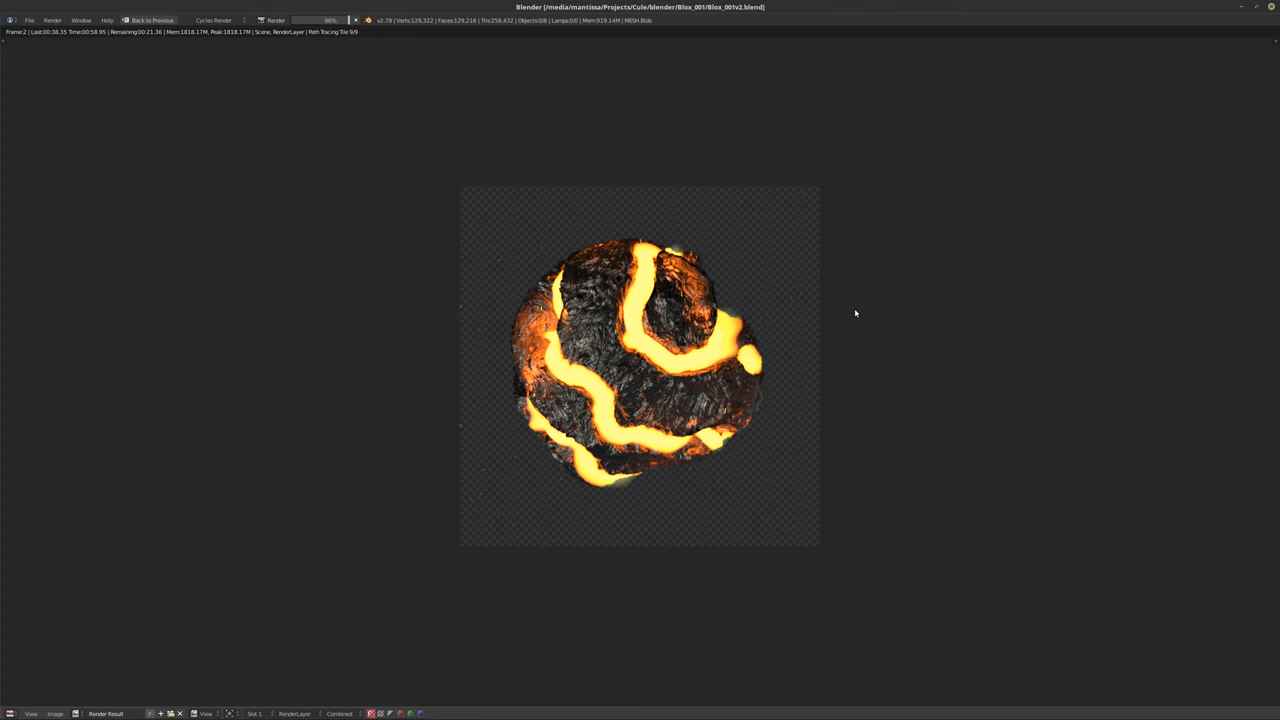 Blender [/media/mantissa/Projects/Cule/blender/Blox_001/Blox_001v2.blend]
File Render Window Help Back to Previous Cycles Render Render 96% v2.78 | Verts:129,322 | Faces:129,216 | Tris:258,432 | Objects:0/8 | Lamps:0/0 | Mem:919.14M | MESH.Blob
Frame:2 | Last:00:38.35 Time:00:58.95 | Remaining:00:21.36 | Mem:1818.17M, Peak:1818.17M | Scene, RenderLayer | Path Tracing Tile 9/9
View Image Render Result F View Slot 1 RenderLayer Combined